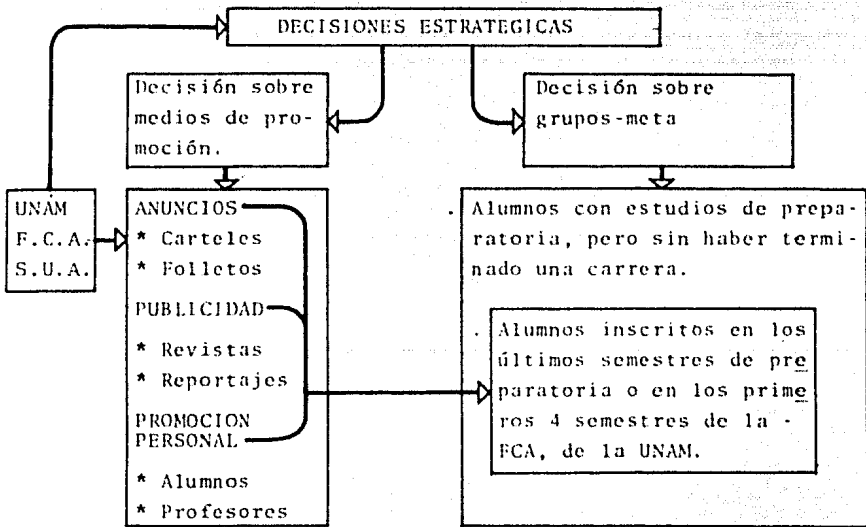 DECISIONES ESTRATEGICAS
Decisión sobre
medios de pro-
moción.
Decisión sobre
grupos-meta
UNAM
F.C.A.
S.U.A.
ANUNCIOS
* Carteles
* Folletos
PUBLICIDAD
* Revistas
* Reportajes
PROMOCION
PERSONAL
* Alumnos
* Profesores
. Alumnos con estudios de prepa-
ratoria, pero sin haber termi-
nado una carrera.
. Alumnos inscritos en los
últimos semestres de pre
paratoria o en los prime
ros 4 semestres de la -
FCA, de la UNAM.